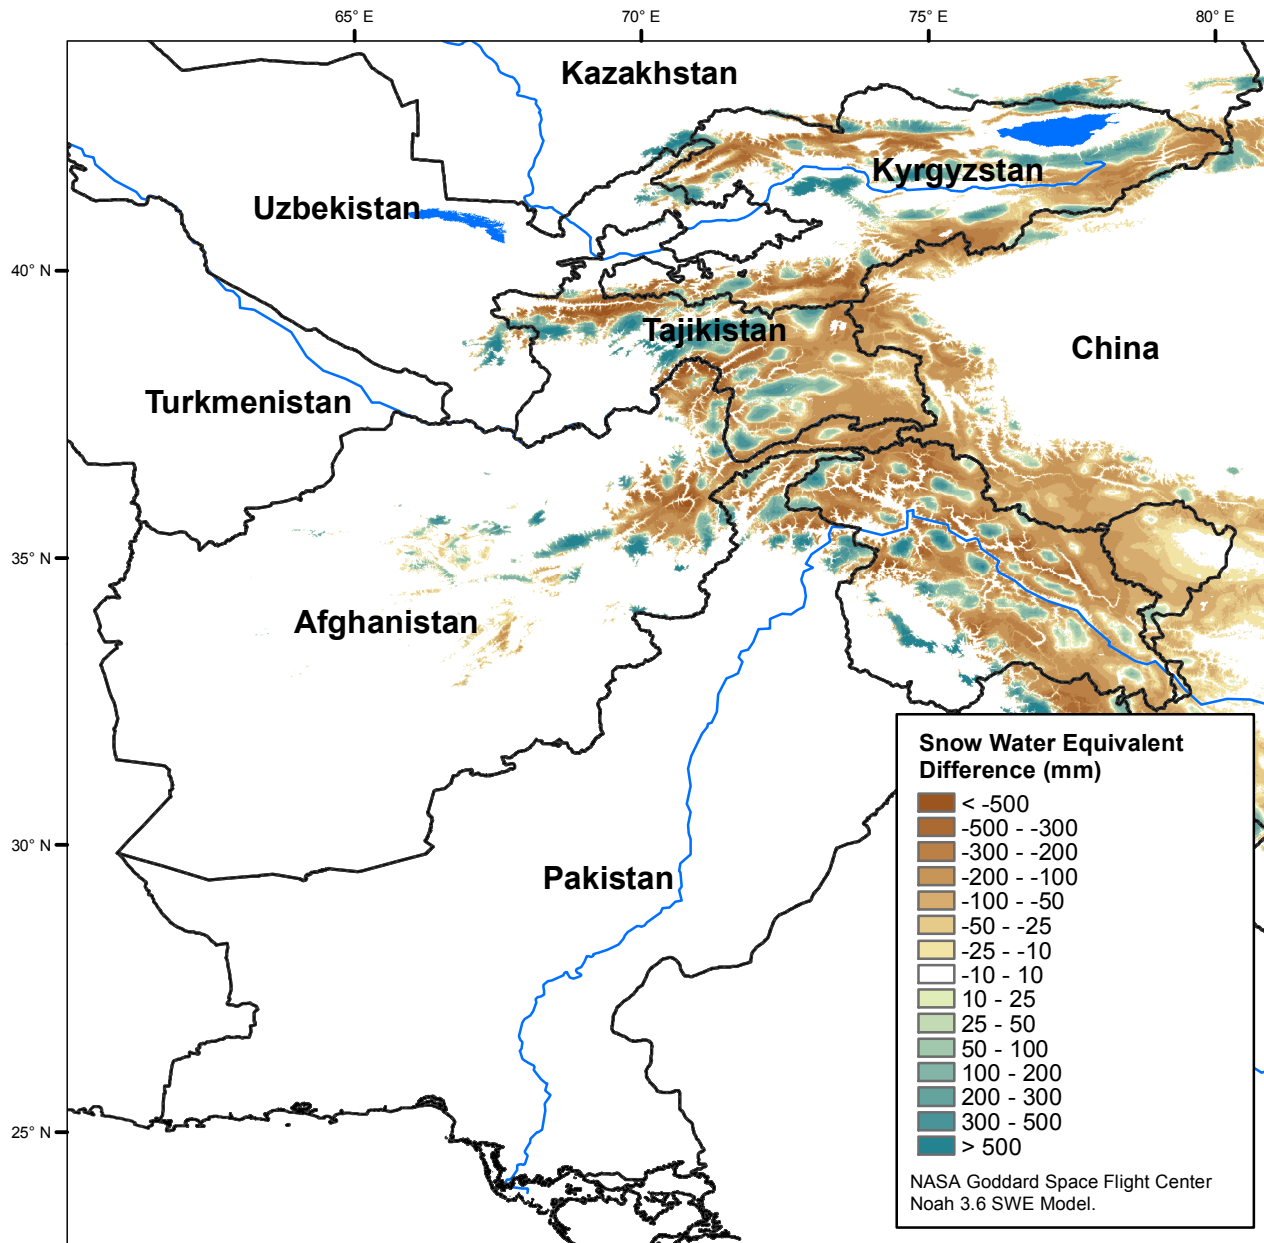 65° E
70° E
75° E
80° E
Kazakhstan
Kyrgyzstan
Uzbekistan
40° N
Tajikistan
China
Turkmenistan
35° N
Afghanistan
30° N
Pakistan
25° N
Snow Water Equivalent
Difference (mm)
< -500
-500 - -300
-300 - -200
-200 - -100
-100 - -50
-50 - -25
-25 - -10
-10 - 10
10 - 25
25 - 50
50 - 100
100 - 200
200 - 300
300 - 500
> 500
NASA Goddard Space Flight Center
Noah 3.6 SWE Model.